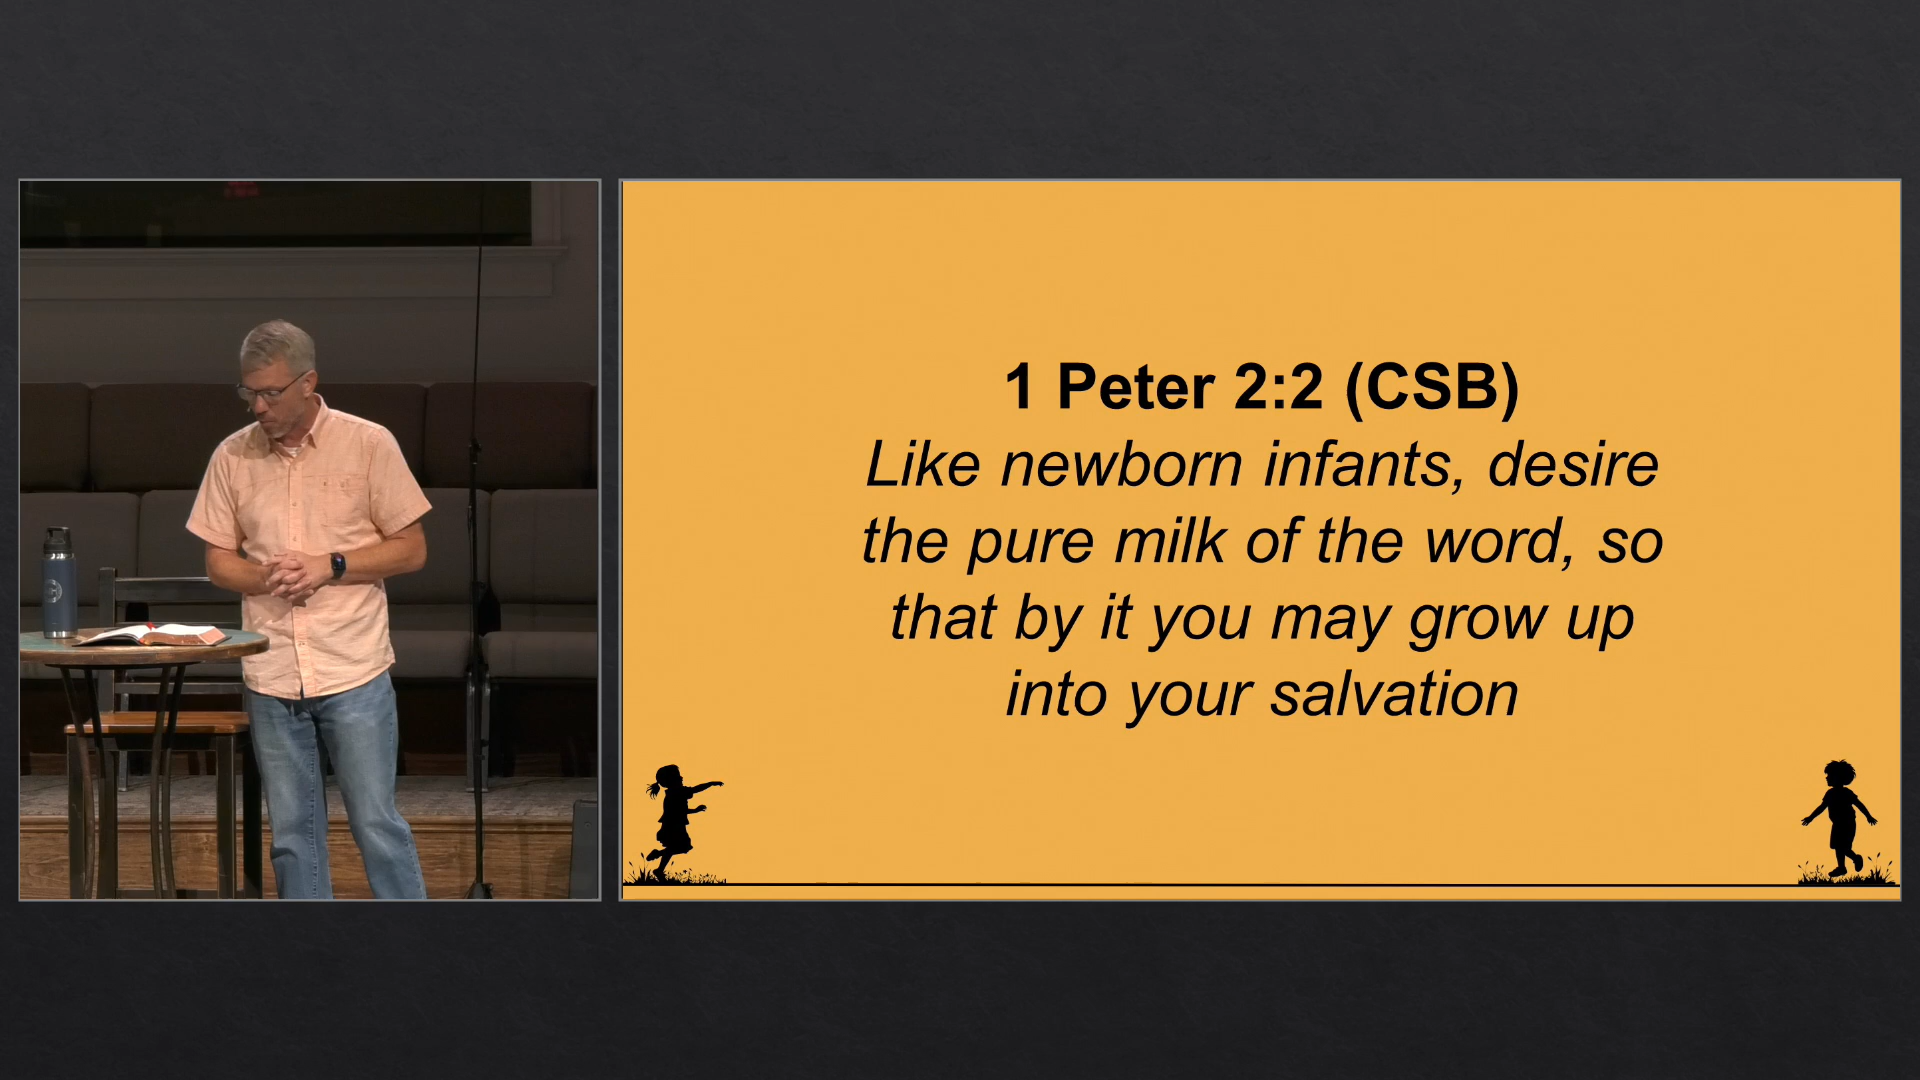 1 Peter 2:2 (CSB)
Like newborn infants, desire
the pure milk of the word, so
that by it you may grow up
into your salvation